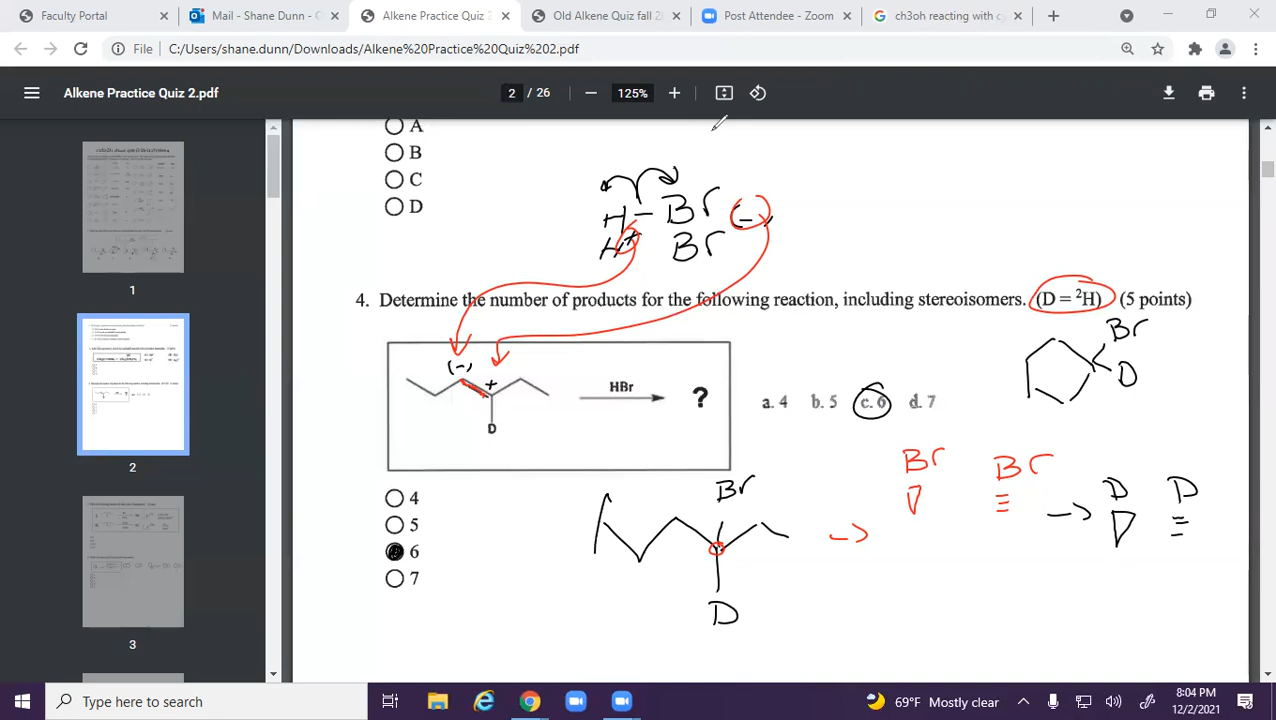 Faculty Portal
Mail - Shane Dunn -
Alkene Practice Quiz 2
Old Alkene Quiz fall 2
Post Attendee - Zoom
ch3oh reacting with cy
File
C:/Users/shane.dunn/Downloads/Alkene%20Practice%20Quiz%202.pdf
Alkene Practice Quiz 2.pdf
2 / 26
125%
A
B
C
D
H - Br (-)
H+ Br
1
4. Determine the number of products for the following reaction, including stereoisomers. (D = ²H) (5 points)
Br
D
(-)
+
D
HBr
?
a. 4 b. 5 c. 6 d. 7
2
Br Br
D D
4
5
6
7
Br
D
3
Type here to search
69°F Mostly clear
8:04 PM
12/2/2021